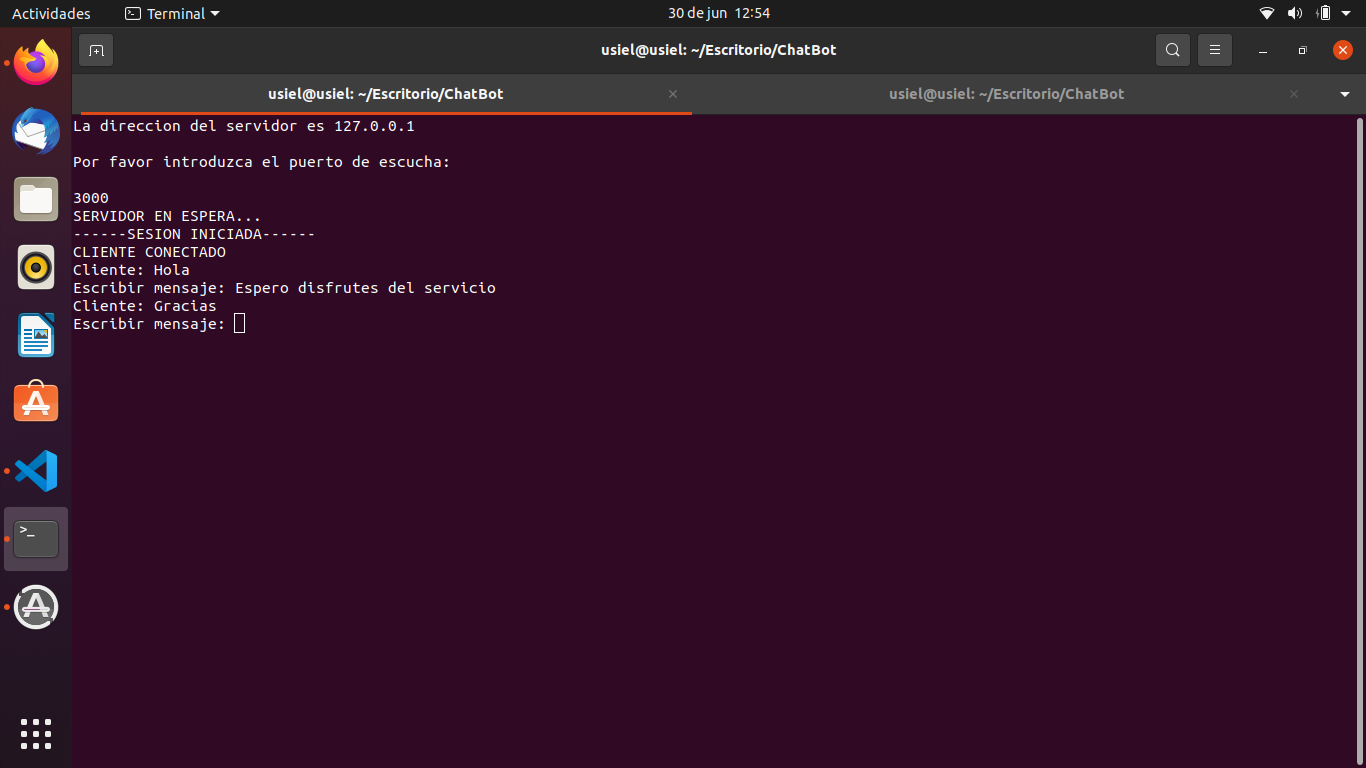 Actividades Terminal 30 de jun 12:54
usiel@usiel: ~/Escritorio/ChatBot
usiel@usiel: ~/Escritorio/ChatBot usiel@usiel: ~/Escritorio/ChatBot
La direccion del servidor es 127.0.0.1
Por favor introduzca el puerto de escucha:
3000
SERVIDOR EN ESPERA...
------SESION INICIADA------
CLIENTE CONECTADO
Cliente: Hola
Escribir mensaje: Espero disfrutes del servicio
Cliente: Gracias
Escribir mensaje: